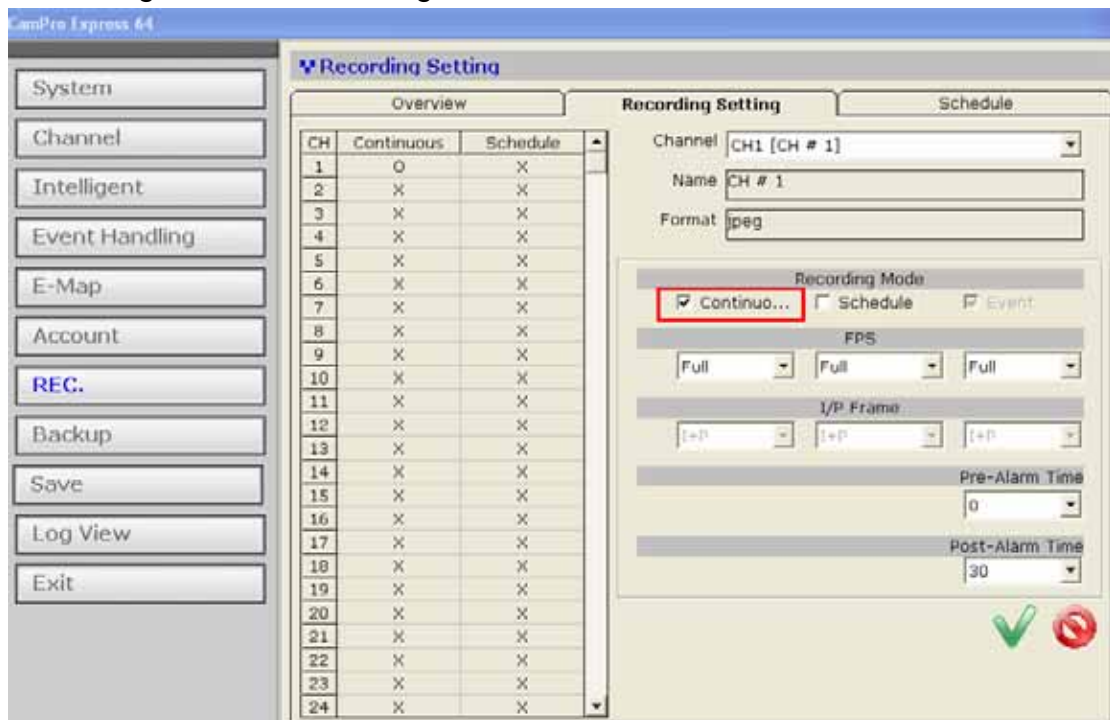 CamPro Express 64
Recording Setting
System
Channel
Intelligent
Event Handling
E-Map
Account
REC.
Backup
Save
Log View
Exit
Overview
Recording Setting
Schedule
CH Continuous Schedule
1 O X
2 X X
3 X X
4 X X
5 X X
6 X X
7 X X
8 X X
9 X X
10 X X
11 X X
12 X X
13 X X
14 X X
15 X X
16 X X
17 X X
18 X X
19 X X
20 X X
21 X X
22 X X
23 X X
24 X X
Channel CH1 [CH # 1]
Name CH # 1
Format jpeg
Recording Mode
Continuo... Schedule Event
FPS
Full Full Full
I/P Frame
I+P I+P I+P
Pre-Alarm Time
0
Post-Alarm Time
30